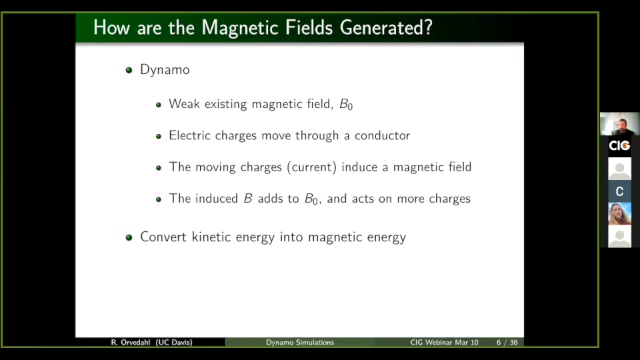 How are the Magnetic Fields Generated?
Dynamo
Weak existing magnetic field, B₀
Electric charges move through a conductor
The moving charges (current) induce a magnetic field
The induced B adds to B₀, and acts on more charges
Convert kinetic energy into magnetic energy
R. Orvedahl (UC Davis)
Dynamo Simulations
CIG Webinar Mar 10
6 / 36
CIG
C